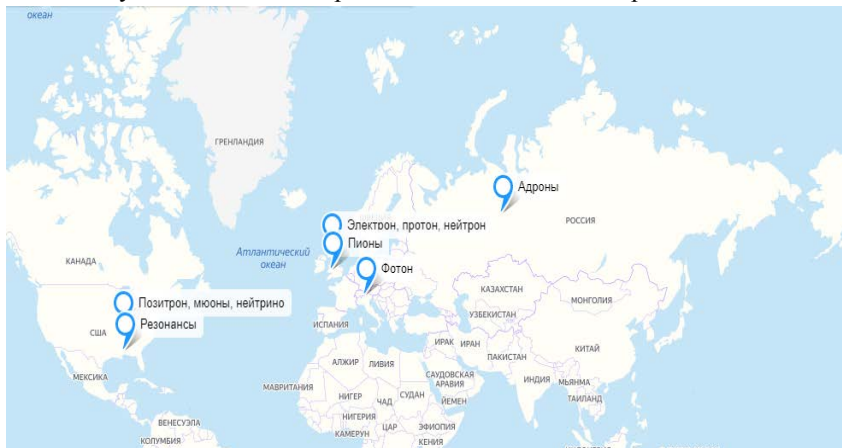 океан
ГРЕНЛАНДИЯ
Адроны
РОССИЯ
Электрон, протон, нейтрон
Пионы
Атлантический
океан
КАНАДА
Фотон
КАЗАХСТАН
МОНГОЛИЯ
Позитрон, мюоны, нейтрино
УЗБЕКИСТАН
Резонансы
США
ИСПАНИЯ
КИТАЙ
ИРАК
ИРАН
ПАКИСТАН
АЛЖИР
ЛИВИЯ
МЕКСИКА
САУДОВСКАЯ
АРАВИЯ
МАВРИТАНИЯ
ИНДИЯ
МЬЯНМА
НИГЕР
ЧАД
СУДАН
ЙЕМЕН
ТАИЛАНД
НИГЕРИЯ
ВЕНЕСУЭЛА
КАМЕРУН
ЦАР
ЭФИОПИЯ
КОЛУМБИЯ
КЕНИЯ